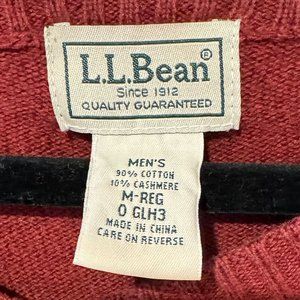 L.L.Bean®
Since 1912
QUALITY GUARANTEED
MEN'S
90% COTTON
10% CASHMERE
M-REG
0 GLH3
MADE IN CHINA
CARE ON REVERSE